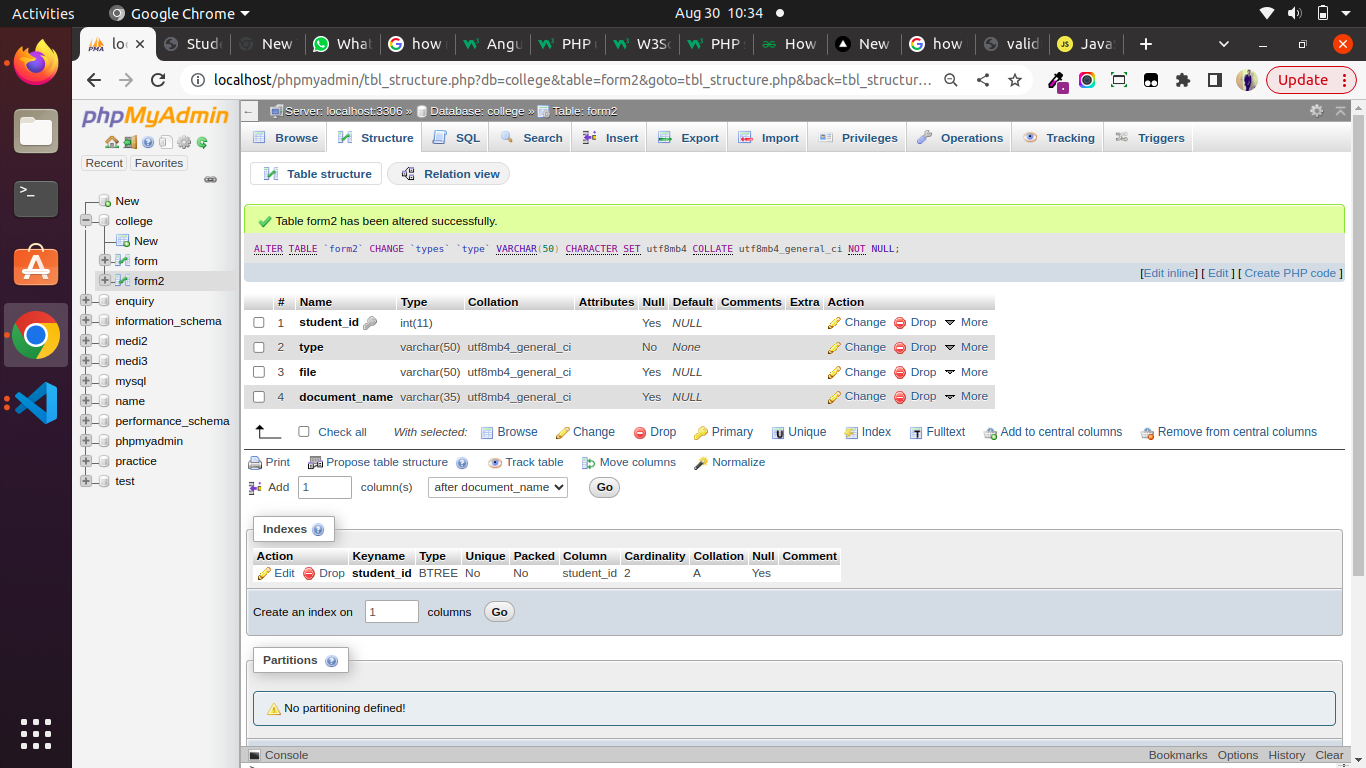 Activities Google Chrome Aug 30 10:34
loc Stude New What how Angu PHP W3Sc PHP How New how valid Java
localhost/phpmyadmin/tbl_structure.php?db=college&table=form2&goto=tbl_structure.php&back=tbl_structur... Update
phpMyAdmin
Recent Favorites
New
college
New
form
form2
enquiry
information_schema
medi2
medi3
mysql
name
performance_schema
phpmyadmin
practice
test
Server: localhost:3306 » Database: college » Table: form2
Browse Structure SQL Search Insert Export Import Privileges Operations Tracking Triggers
Table structure Relation view
Table form2 has been altered successfully.
ALTER TABLE `form2` CHANGE `types` `type` VARCHAR(50) CHARACTER SET utf8mb4 COLLATE utf8mb4_general_ci NOT NULL;
[Edit inline] [ Edit ] [ Create PHP code ]
# Name Type Collation Attributes Null Default Comments Extra Action
1 student_id int(11) Yes NULL Change Drop More
2 type varchar(50) utf8mb4_general_ci No None Change Drop More
3 file varchar(50) utf8mb4_general_ci Yes NULL Change Drop More
4 document_name varchar(35) utf8mb4_general_ci Yes NULL Change Drop More
Check all With selected: Browse Change Drop Primary Unique Index Fulltext Add to central columns Remove from central columns
Print Propose table structure Track table Move columns Normalize
Add 1 column(s) after document_name Go
Indexes
Action Keyname Type Unique Packed Column Cardinality Collation Null Comment
Edit Drop student_id BTREE No No student_id 2 A Yes
Create an index on 1 columns Go
Partitions
No partitioning defined!
Console Bookmarks Options History Clear